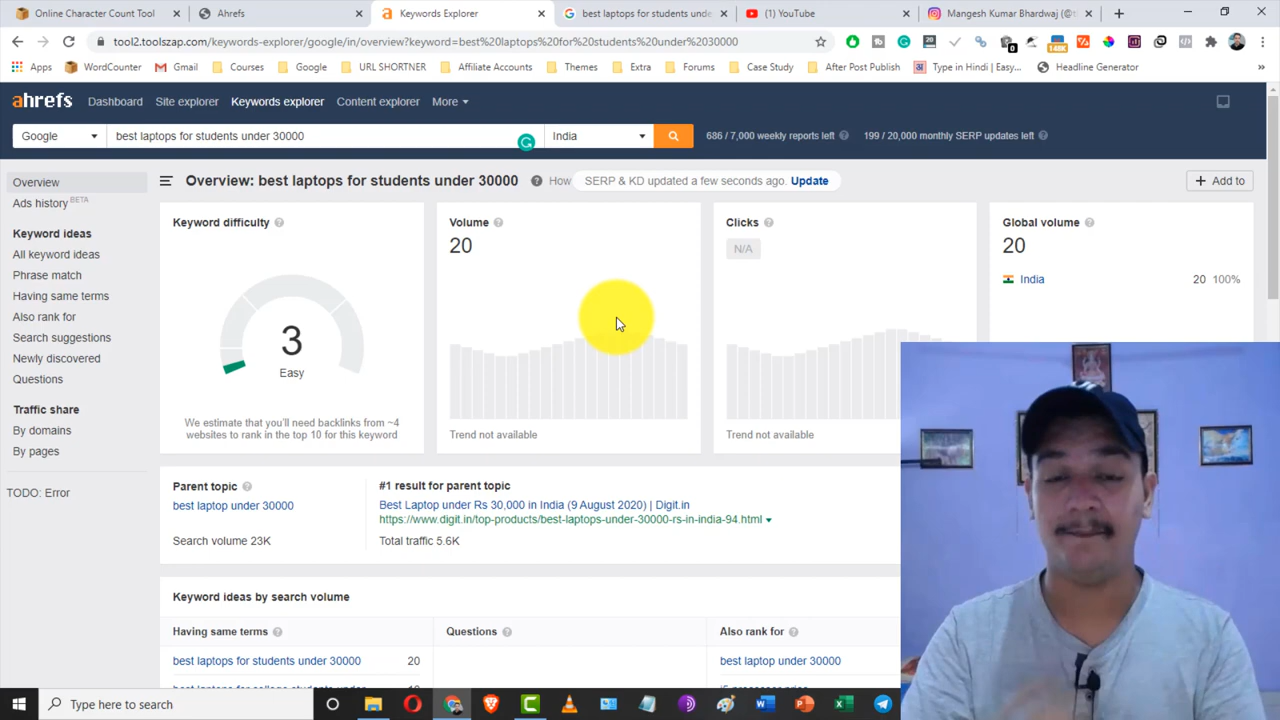 Online Character Count Tool
Ahrefs
Keywords Explorer
best laptops for students under
(1) YouTube
Mangesh Kumar Bhardwaj (@t
tool2.toolszap.com/keywords-explorer/google/in/overview?keyword=best%20laptops%20for%20students%20under%2030000
Apps
WordCounter
Gmail
Courses
Google
URL SHORTNER
Affiliate Accounts
Themes
Extra
Forums
Case Study
After Post Publish
Type in Hindi | Easy...
Headline Generator
ahrefs
Dashboard
Site explorer
Keywords explorer
Content explorer
More
Google
best laptops for students under 30000
India
686 / 7,000 weekly reports left
199 / 20,000 monthly SERP updates left
Overview
Ads history BETA
Keyword ideas
All keyword ideas
Phrase match
Having same terms
Also rank for
Search suggestions
Newly discovered
Questions
Traffic share
By domains
By pages
TODO: Error
Overview: best laptops for students under 30000
How
SERP & KD updated a few seconds ago. Update
+ Add to
Keyword difficulty
3
Easy
We estimate that you'll need backlinks from ~4
websites to rank in the top 10 for this keyword
Volume
20
Trend not available
Clicks
N/A
Trend not available
Global volume
20
India 20 100%
Parent topic
best laptop under 30000
Search volume 23K
#1 result for parent topic
Best Laptop under Rs 30,000 in India (9 August 2020) | Digit.in
https://www.digit.in/top-products/best-laptops-under-30000-rs-in-india-94.html
Total traffic 5.6K
Keyword ideas by search volume
Having same terms
Questions
Also rank for
best laptops for students under 30000 20
best laptop under 30000
Type here to search